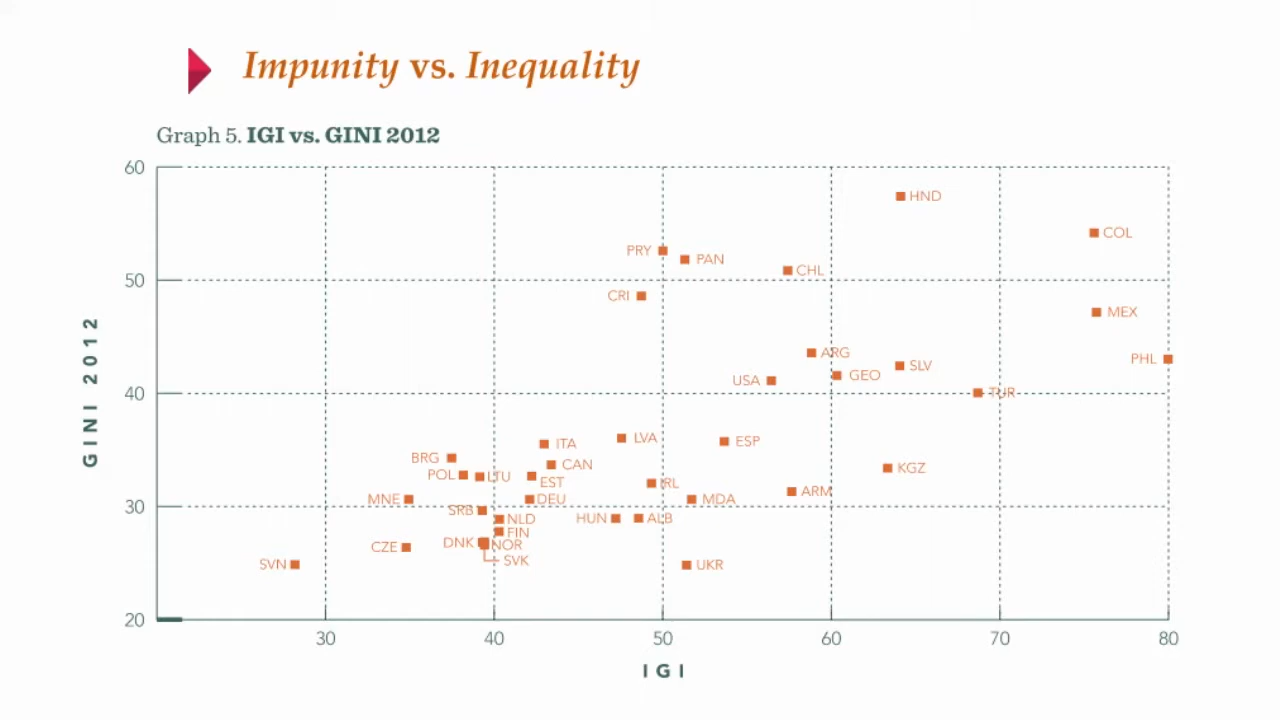 Impunity vs. Inequality
Graph 5. IGI vs. GINI 2012
60
HND
COL
PRY
PAN
CHL
50
CRI
MEX
ARG
PHL
SLV
GEO
USA
40
TUR
LVA
ESP
ITA
BRG
CAN
KGZ
POL
LTU
EST
IRL
ARM
MNE
DEU
MDA
30
SRB
NLD
HUN
ALB
FIN
DNK
NOR
CZE
SVK
SVN
UKR
20
GINI 2012
30 40 50 60 70 80
IGI